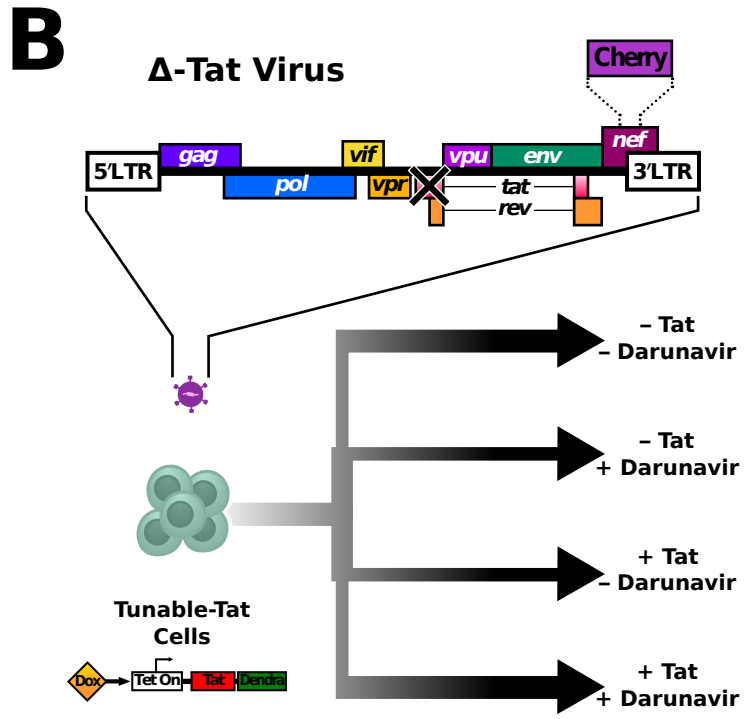 B
Δ-Tat Virus
Cherry
5′LTR
gag
vif
vpu
env
nef
3′LTR
pol
vpr
tat
rev
– Tat
– Darunavir
– Tat
+ Darunavir
+ Tat
– Darunavir
+ Tat
+ Darunavir
Tunable-Tat
Cells
Dox
Tet On
Tat
Dendra